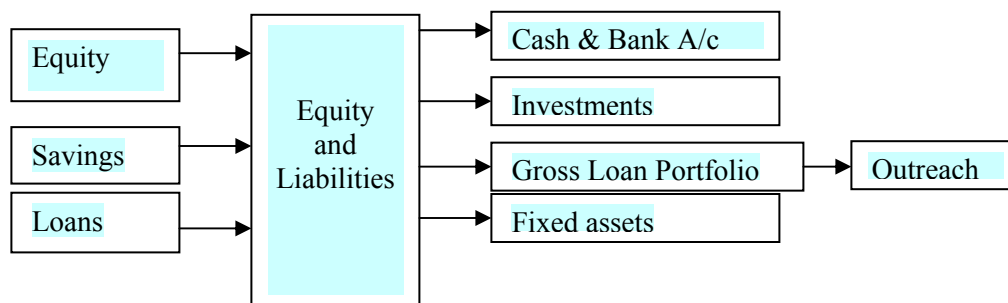 Equity
Savings
Loans
Equity
and
Liabilities
Cash & Bank A/c
Investments
Gross Loan Portfolio
Fixed assets
Outreach